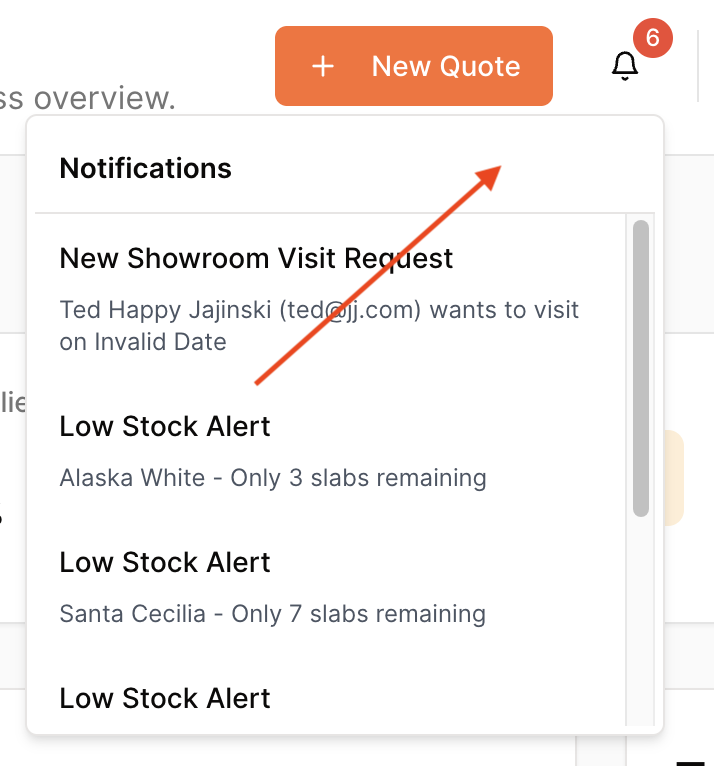 6
+ New Quote
ss overview.
Notifications
New Showroom Visit Request
Ted Happy Jajinski (ted@jj.com) wants to visit
on Invalid Date
lie
Low Stock Alert
Alaska White - Only 3 slabs remaining
Low Stock Alert
Santa Cecilia - Only 7 slabs remaining
Low Stock Alert